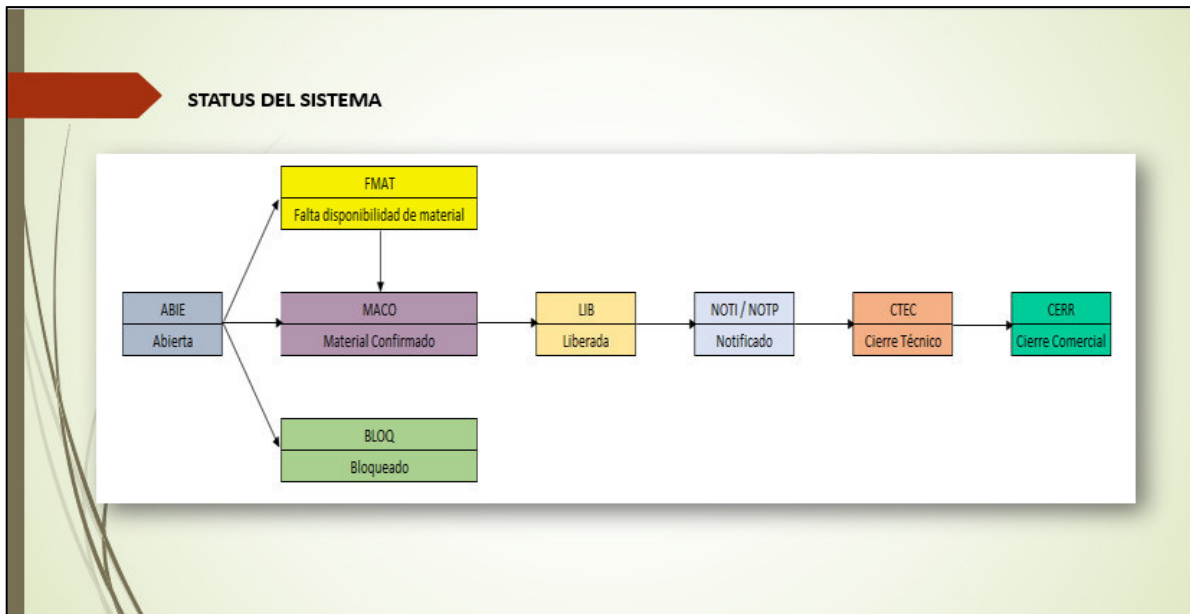 STATUS DEL SISTEMA
FMAT
Falta disponibilidad de material
ABIE
Abierta
MACO
Material Confirmado
LIB
Liberada
NOTI / NOTP
Notificado
CTEC
Cierre Técnico
CERR
Cierre Comercial
BLOQ
Bloqueado